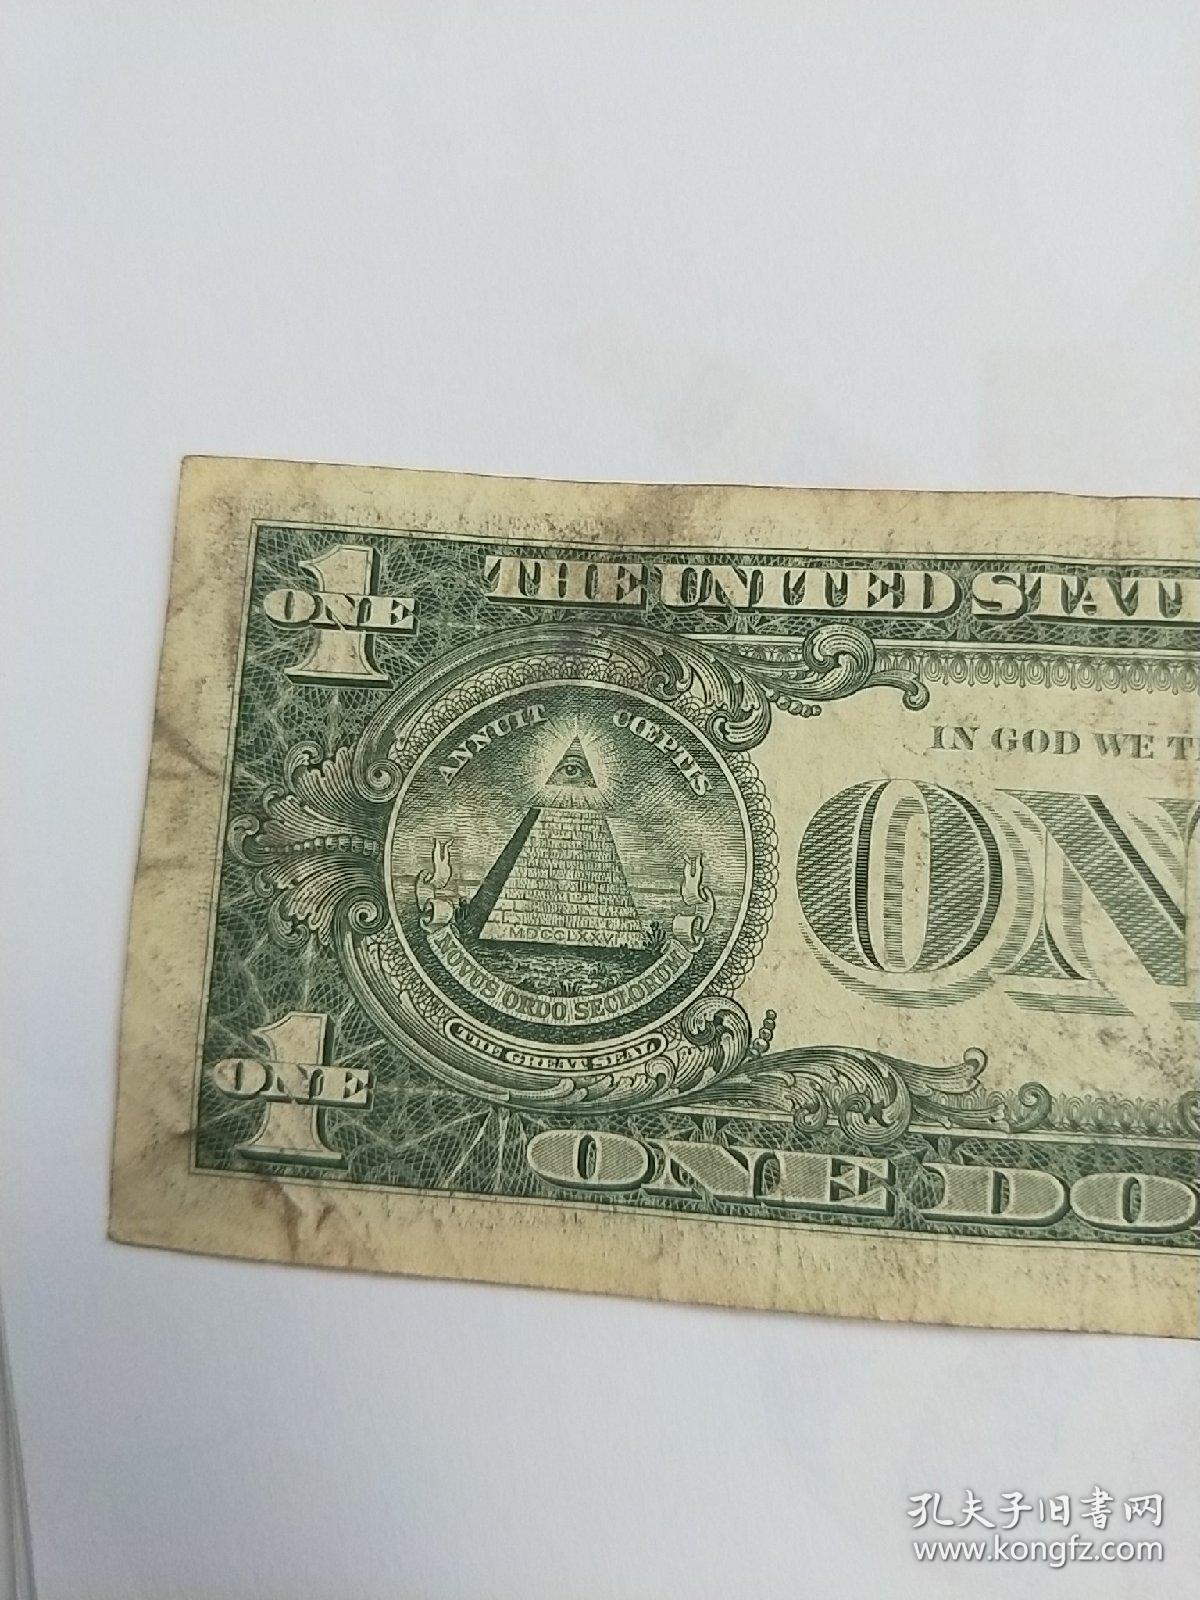 1
ONE
THE UNITED STAT
ANNUIT CŒPTIS
IN GOD WE T
ON
MDCCLXXVI
NOVUS ORDO SECLORUM
THE GREAT SEAL
1
ONE
ONE DO
孔夫子旧书网
www.kongfz.com